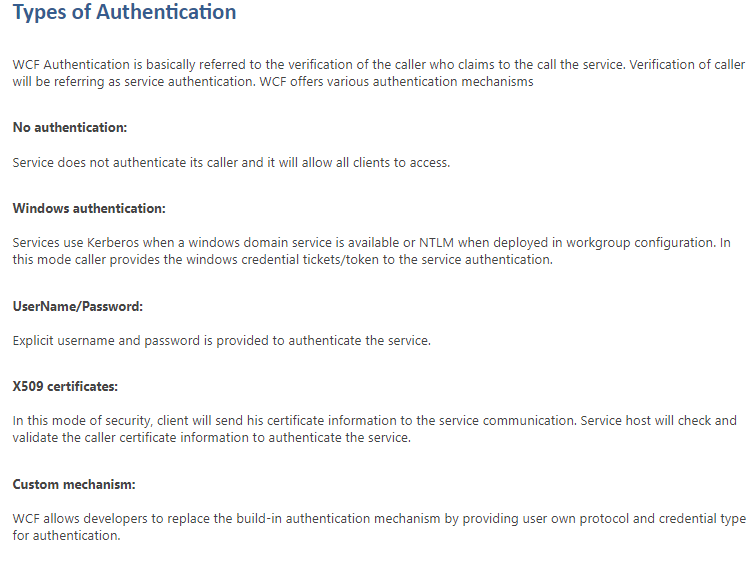 Types of Authentication
WCF Authentication is basically referred to the verification of the caller who claims to the call the service. Verification of caller
will be referring as service authentication. WCF offers various authentication mechanisms
No authentication:
Service does not authenticate its caller and it will allow all clients to access.
Windows authentication:
Services use Kerberos when a windows domain service is available or NTLM when deployed in workgroup configuration. In
this mode caller provides the windows credential tickets/token to the service authentication.
UserName/Password:
Explicit username and password is provided to authenticate the service.
X509 certificates:
In this mode of security, client will send his certificate information to the service communication. Service host will check and
validate the caller certificate information to authenticate the service.
Custom mechanism:
WCF allows developers to replace the build-in authentication mechanism by providing user own protocol and credential type
for authentication.